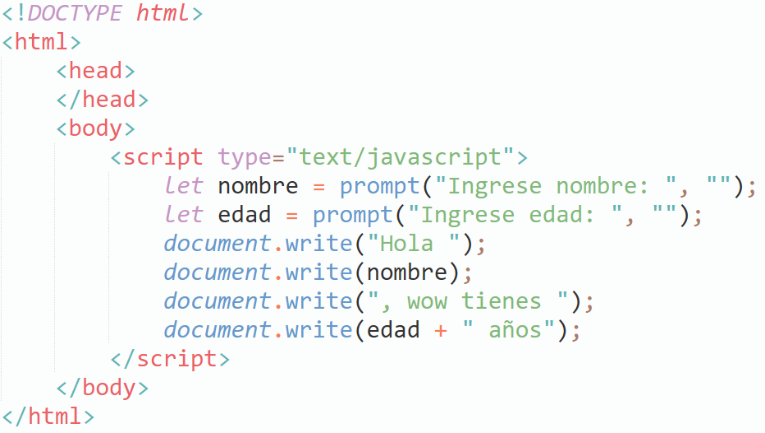 <!DOCTYPE html>
<html>
    <head>
    </head>
    <body>
        <script type="text/javascript">
            let nombre = prompt("Ingrese nombre: ", "");
            let edad = prompt("Ingrese edad: ", "");
            document.write("Hola ");
            document.write(nombre);
            document.write(", wow tienes ");
            document.write(edad + " años");
        </script>
    </body>
</html>